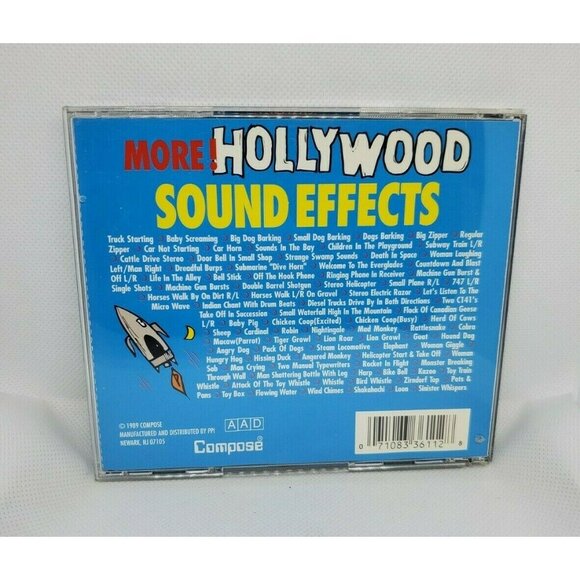 MORE! HOLLYWOOD
SOUND EFFECTS
Truck Starting Baby Screaming Big Dog Barking Small Dog Barking Dogs Barking Big Zipper Regular
Zipper Car Not Starting Car Horn Sounds In The Bay Children In The Playground Subway Train L/R
Cattle Drive Stereo Door Bell In Small Shop Strange Swamp Sounds Death In Space Woman Laughing
Left/Man Right Dreadful Burps Submarine "Dive Horn" Welcome To The Everglades Countdown And Blast
Off L/R Life In The Alley Bell Stick Off The Hook Phone Ringing Phone In Receiver Machine Gun Burst &
Single Shots Machine Gun Bursts Double Barrel Shotgun Stereo Helicopter Small Plane R/L 747 L/R
Horses Walk By On Dirt R/L Horses Walk L/R On Gravel Stereo Electric Razor Let's Listen To The
Micro Wave Indian Chant With Drum Beats Diesel Trucks Drive By In Both Directions Two C141's
Take Off In Succession Small Waterfall High In The Mountain Flock Of Canadian Geese
L/R Baby Pig Chicken Coop(Excited) Chicken Coop(Busy) Herd Of Cows
Sheep Cardinal Robin Nightingale Mad Monkey Rattlesnake Cobra
Macaw(Parrot) Tiger Growl Lion Roar Lion Growl Goat Hound Dog
Angry Dog Pack Of Dogs Steam Locomotive Elephant Woman Giggle
Hungry Hog Hissing Duck Angered Monkey Helicopter Start & Take Off Woman
Sob Man Crying Two Manual Typewriters Rocket In Flight Monster Breaking
Through Wall Man Shattering Bottle With Leg Harp Bike Bell Kazoo Toy Train
Whistle Attack Of The Toy Whistle Whistle Bird Whistle Zirnderf Top Pots &
Pans Toy Box Flowing Water Wind Chimes Shakahachi Loon Sinister Whispers
© 1989 COMPOSE
MANUFACTURED AND DISTRIBUTED BY PPI
NEWARK, NJ 07105
AAD
Compose®
0 71083 36112 8